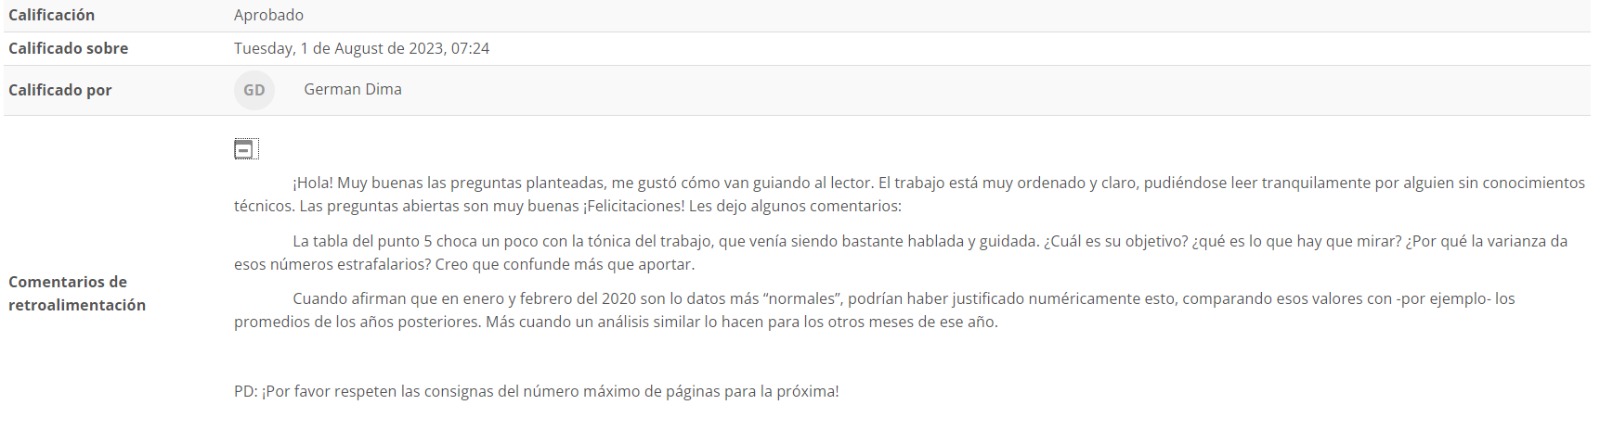 Calificación Aprobado
Calificado sobre Tuesday, 1 de August de 2023, 07:24
Calificado por GD German Dima
Comentarios de retroalimentación
¡Hola! Muy buenas las preguntas planteadas, me gustó cómo van guiando al lector. El trabajo está muy ordenado y claro, pudiéndose leer tranquilamente por alguien sin conocimientos
técnicos. Las preguntas abiertas son muy buenas ¡Felicitaciones! Les dejo algunos comentarios:
La tabla del punto 5 choca un poco con la tónica del trabajo, que venía siendo bastante hablada y guidada. ¿Cuál es su objetivo? ¿qué es lo que hay que mirar? ¿Por qué la varianza da
esos números estrafalarios? Creo que confunde más que aportar.
Cuando afirman que en enero y febrero del 2020 son lo datos más “normales”, podrían haber justificado numéricamente esto, comparando esos valores con -por ejemplo- los
promedios de los años posteriores. Más cuando un análisis similar lo hacen para los otros meses de ese año.
PD: ¡Por favor respeten las consignas del número máximo de páginas para la próxima!